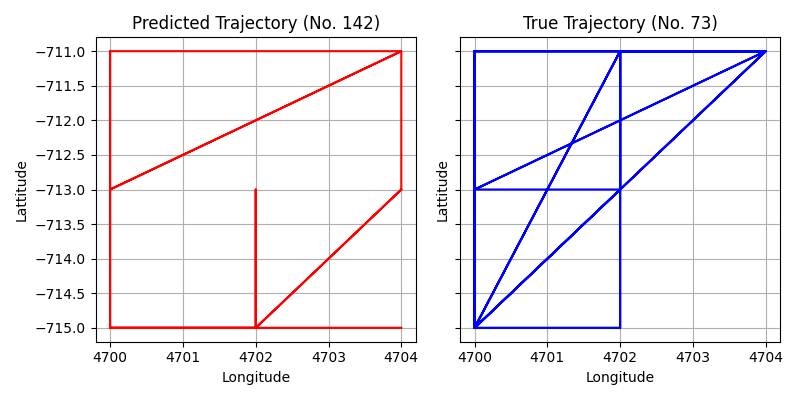 Predicted Trajectory (No. 142)
True Trajectory (No. 73)
−711.0
−711.5
−712.0
−712.5
−713.0
−713.5
−714.0
−714.5
−715.0
Lattitude
Lattitude
4700 4701 4702 4703 4704
4700 4701 4702 4703 4704
Longitude
Longitude